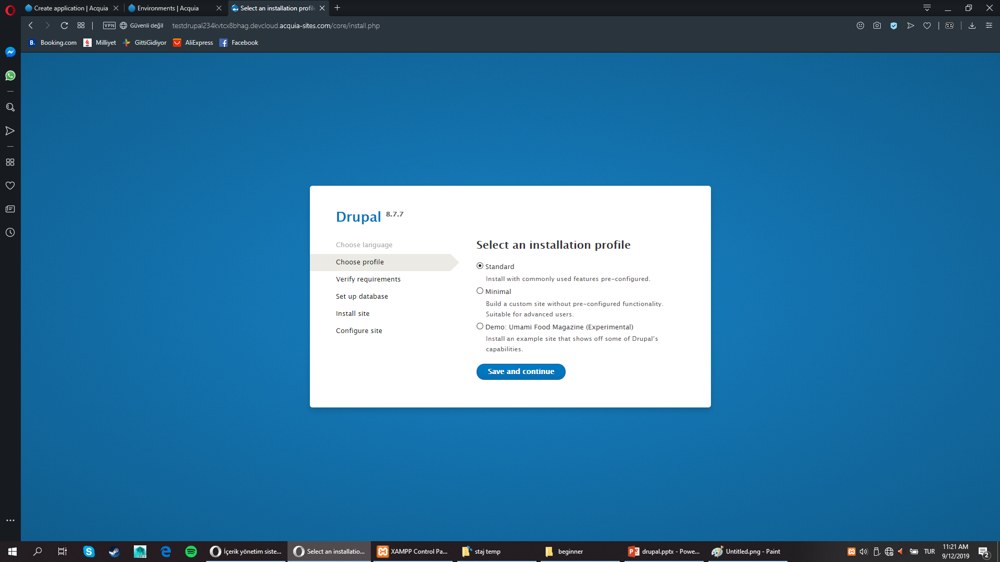 Create application | Acquia
Environments | Acquia
Select an installation profile
VPN
Güvenli değil
testdrupal234kvtcx8bhag.devcloud.acquia-sites.com/core/install.php
B. Booking.com
Milliyet
GittiGidiyor
AliExpress
Facebook
Drupal 8.7.7
Choose language
Choose profile
Verify requirements
Set up database
Install site
Configure site
Select an installation profile
Standard
Install with commonly used features pre-configured.
Minimal
Build a custom site without pre-configured functionality.
Suitable for advanced users.
Demo: Umami Food Magazine (Experimental)
Install an example site that shows off some of Drupal's
capabilities.
Save and continue
İçerik yönetim siste...
Select an installatio...
XAMPP Control Pa...
staj temp
beginner
drupal.pptx - Powe...
Untitled.png - Paint
TUR
11:21 AM
9/12/2019
2